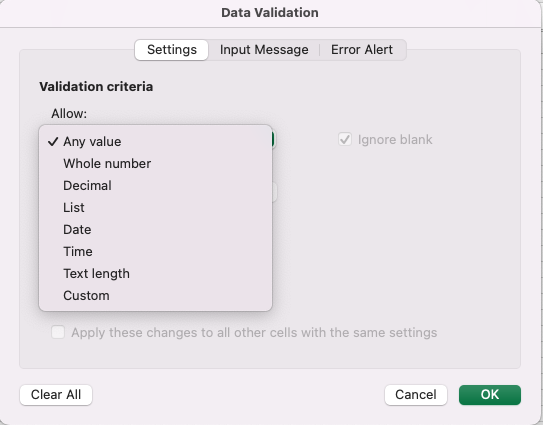 Data Validation
Settings Input Message Error Alert
Validation criteria
Allow:
Any value
Ignore blank
Whole number
Decimal
List
Date
Time
Text length
Custom
Apply these changes to all other cells with the same settings
Clear All Cancel OK